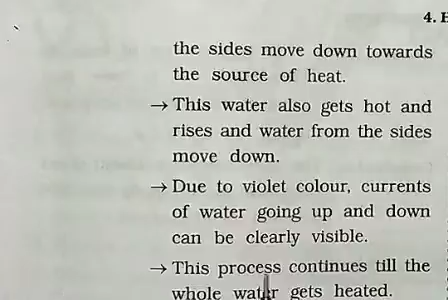 4. E
the sides move down towards
the source of heat.
→ This water also gets hot and
rises and water from the sides
move down.
→ Due to violet colour, currents
of water going up and down
can be clearly visible.
→ This process continues till the
whole water gets heated.